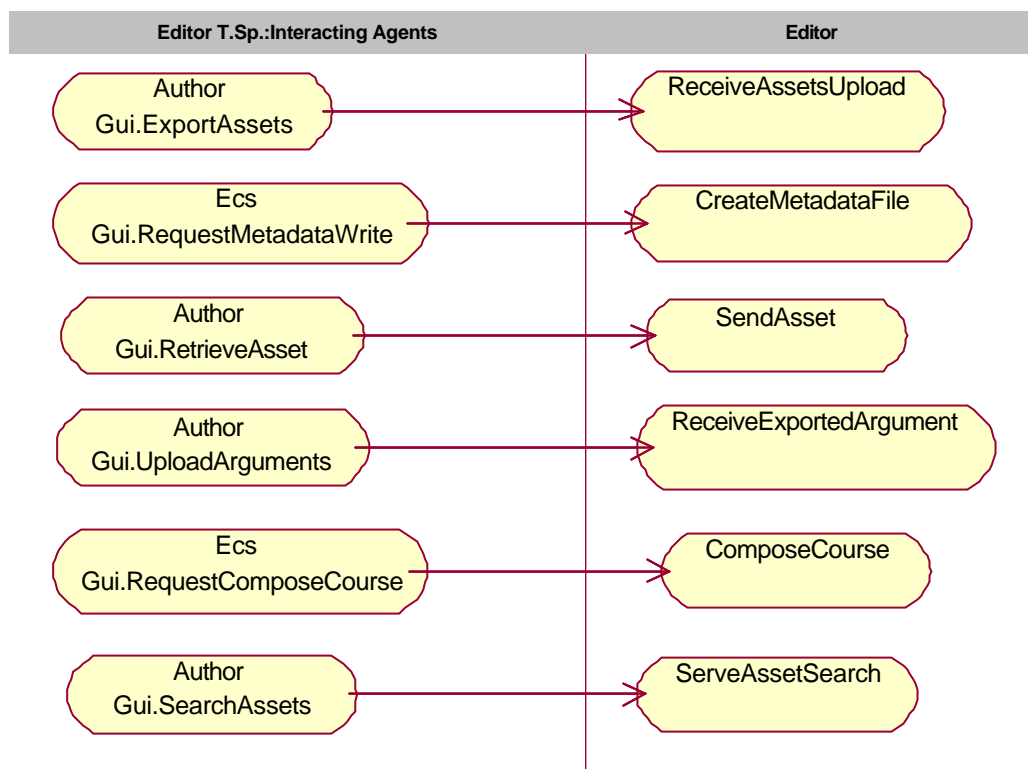 Editor T.Sp.:Interacting Agents
Editor
Author
Gui.ExportAssets
ReceiveAssetsUpload
Ecs
Gui.RequestMetadataWrite
CreateMetadataFile
Author
Gui.RetrieveAsset
SendAsset
Author
Gui.UploadArguments
ReceiveExportedArgument
Ecs
Gui.RequestComposeCourse
ComposeCourse
Author
Gui.SearchAssets
ServeAssetSearch